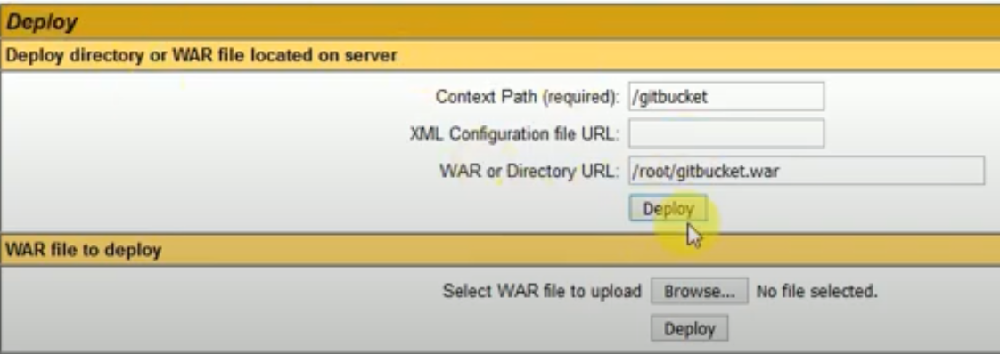 Deploy
Deploy directory or WAR file located on server
Context Path (required): /gitbucket
XML Configuration file URL:
WAR or Directory URL: /root/gitbucket.war
Deploy
WAR file to deploy
Select WAR file to upload Browse... No file selected.
Deploy